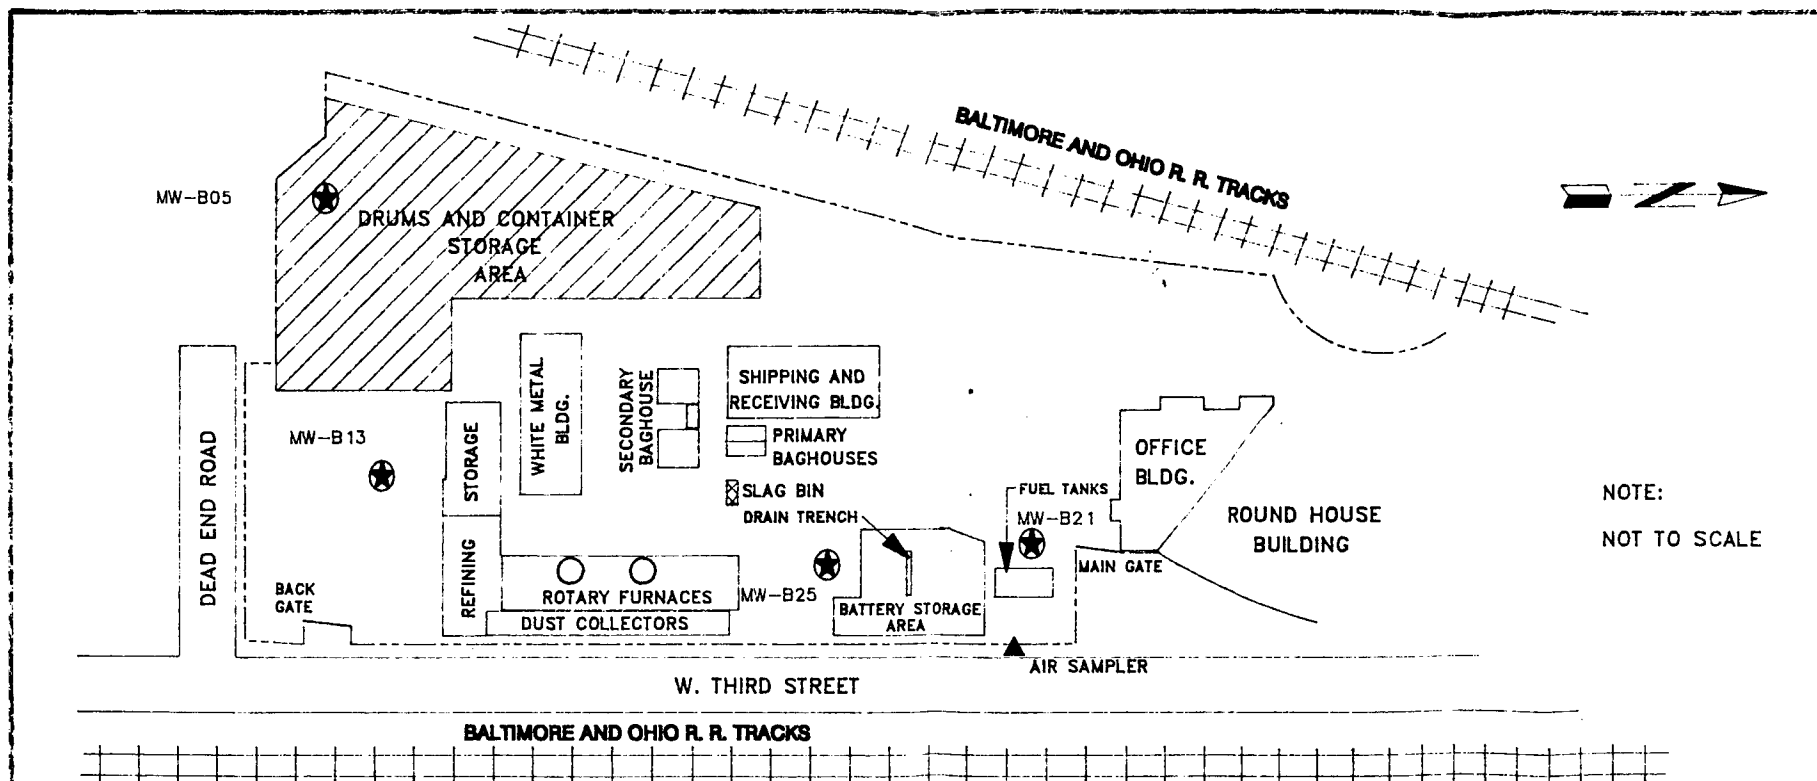 BALTIMORE AND OHIO R. R. TRACKS
MW-B05
DRUMS AND CONTAINER
STORAGE
AREA
N
DEAD END ROAD
MW-B13
STORAGE
WHITE METAL
BLDG.
SECONDARY
BAGHOUSE
SHIPPING AND
RECEIVING BLDG.
PRIMARY
BAGHOUSES
SLAG BIN
DRAIN TRENCH
FUEL TANKS
MW-B21
OFFICE
BLDG.
ROUND HOUSE
BUILDING
NOTE:
NOT TO SCALE
BACK
GATE
REFINING
ROTARY FURNACES
MW-B25
DUST COLLECTORS
BATTERY STORAGE
AREA
MAIN GATE
AIR SAMPLER
W. THIRD STREET
BALTIMORE AND OHIO R. R. TRACKS